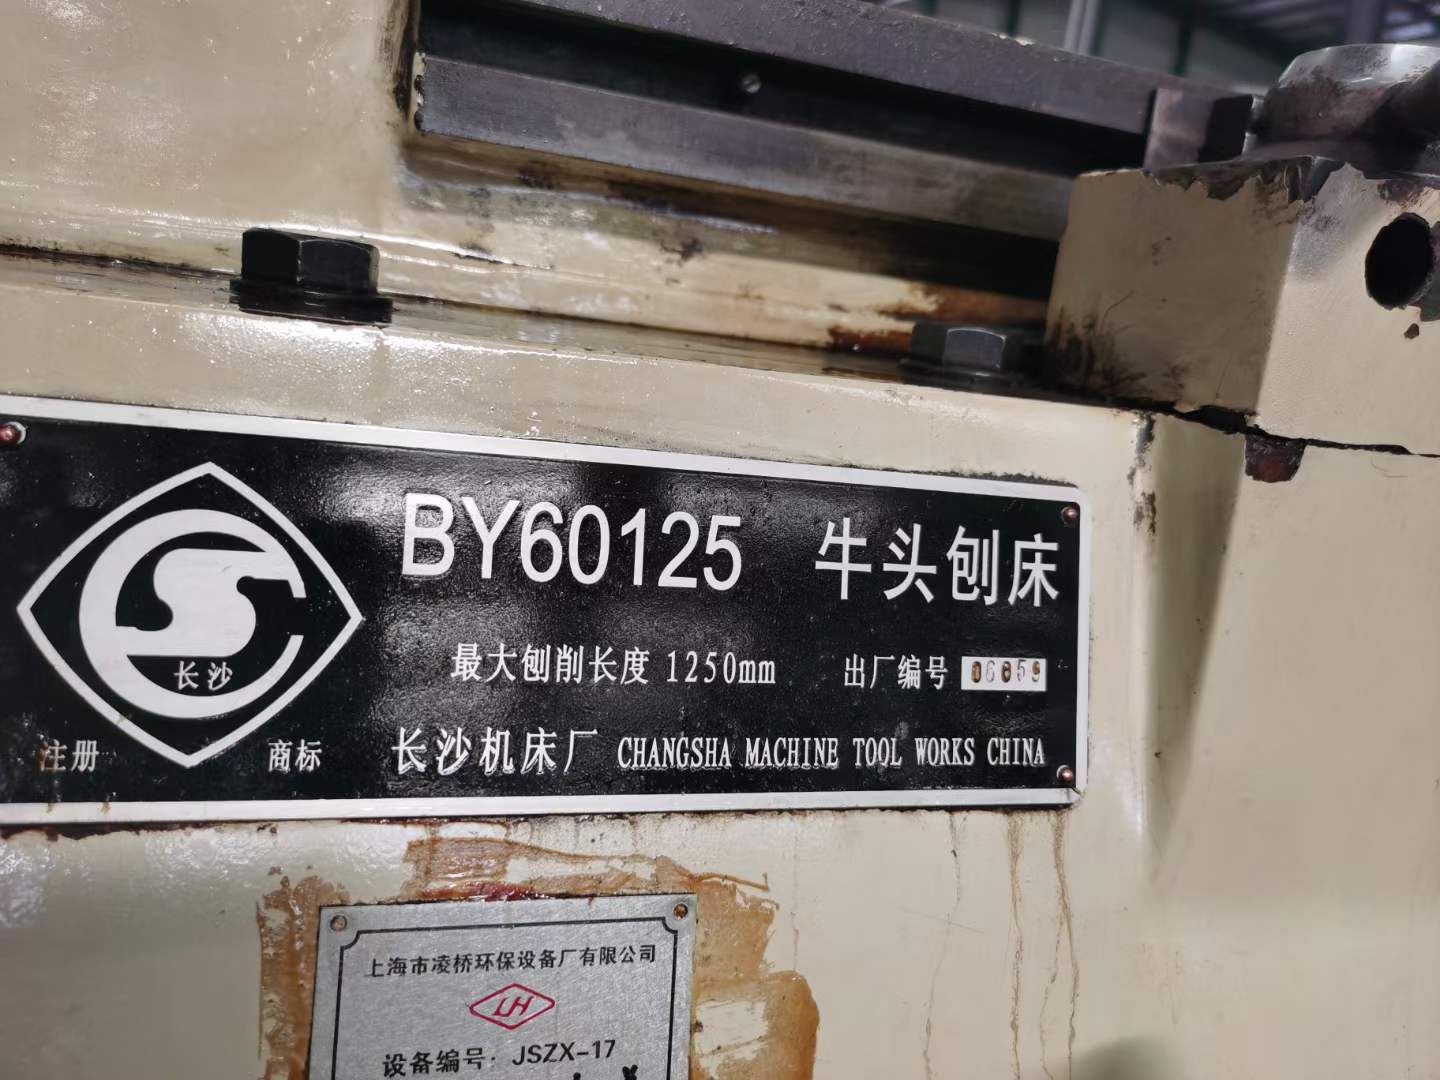 BY60125 牛头刨床
最大刨削长度 1250mm 出厂编号 06059
长沙
注册 商标
长沙机床厂 CHANGSHA MACHINE TOOL WORKS CHINA
上海市凌桥环保设备厂有限公司
LH
设备编号: JSZX-17